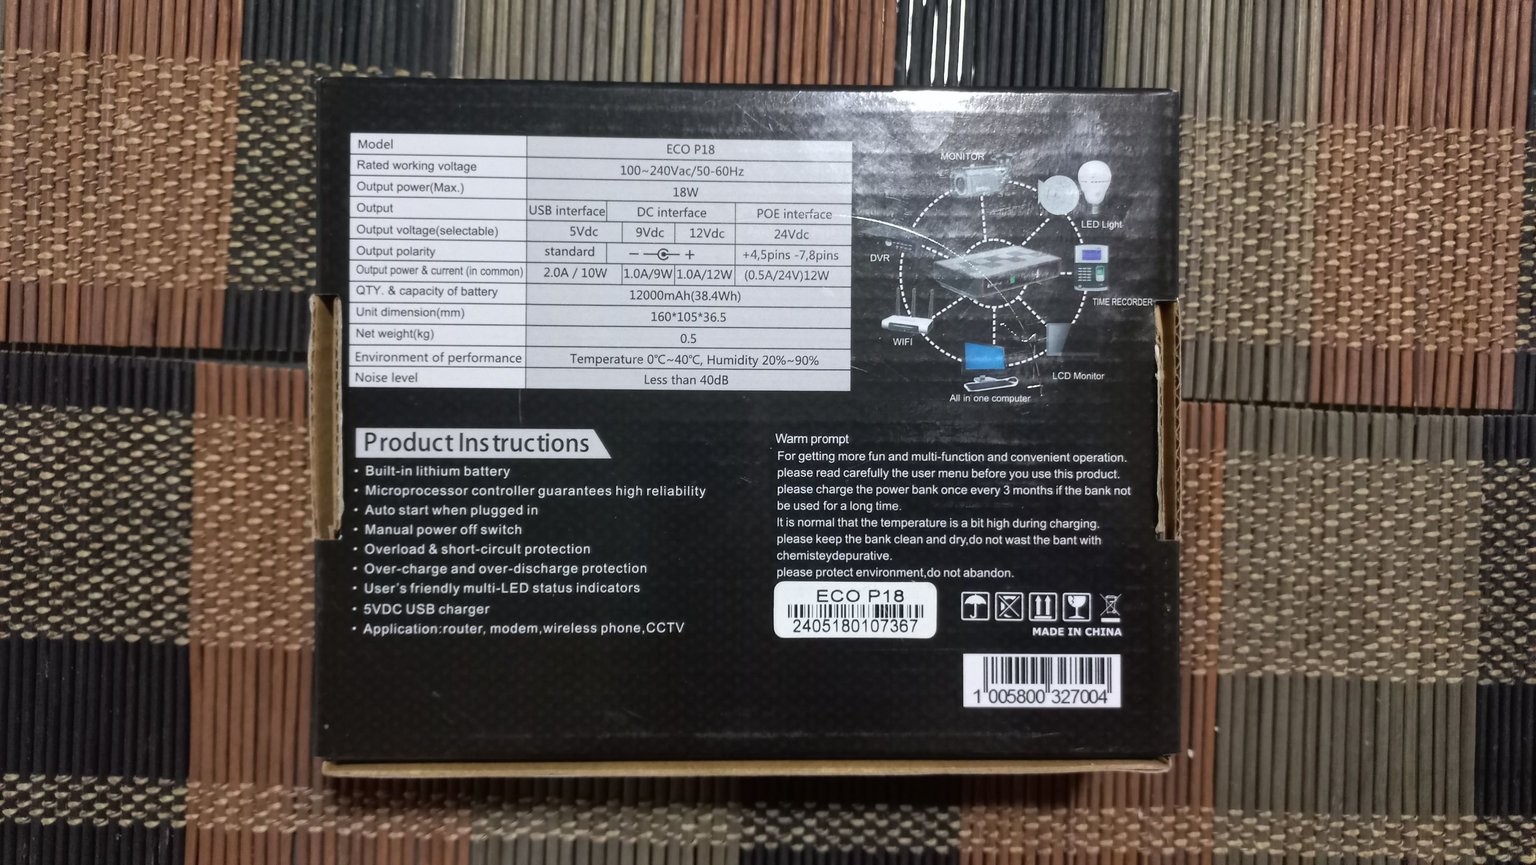 Model ECO P18
Rated working voltage 100~240Vac/50-60Hz
Output power(Max.) 18W
Output USB interface DC interface POE interface
Output voltage(selectable) 5Vdc 9Vdc 12Vdc 24Vdc
Output polarity standard − + +4,5pins -7,8pins
Output power & current (in common) 2.0A / 10W 1.0A/9W 1.0A/12W (0.5A/24V)12W
QTY. & capacity of battery 12000mAh(38.4Wh)
Unit dimension(mm) 160*105*36.5
Net weight(kg) 0.5
Environment of performance Temperature 0℃~40℃, Humidity 20%~90%
Noise level Less than 40dB
MONITOR
LED Light
DVR
TIME RECORDER
WIFI
LCD Monitor
All in one computer
Product Instructions
· Built-in lithium battery
· Microprocessor controller guarantees high reliability
· Auto start when plugged in
· Manual power off switch
· Overload & short-circult protection
· Over-charge and over-discharge protection
· User's friendly multi-LED status indicators
· 5VDC USB charger
· Application:router, modem,wireless phone,CCTV
Warm prompt
For getting more fun and multi-function and convenient operation.
please read carefully the user menu before you use this product.
please charge the power bank once every 3 months if the bank not
be used for a long time.
It is normal that the temperature is a bit high during charging.
please keep the bank clean and dry,do not wast the bant with
chemisteydepurative.
please protect environment,do not abandon.
ECO P18
2405180107367
MADE IN CHINA
1 005800 327004